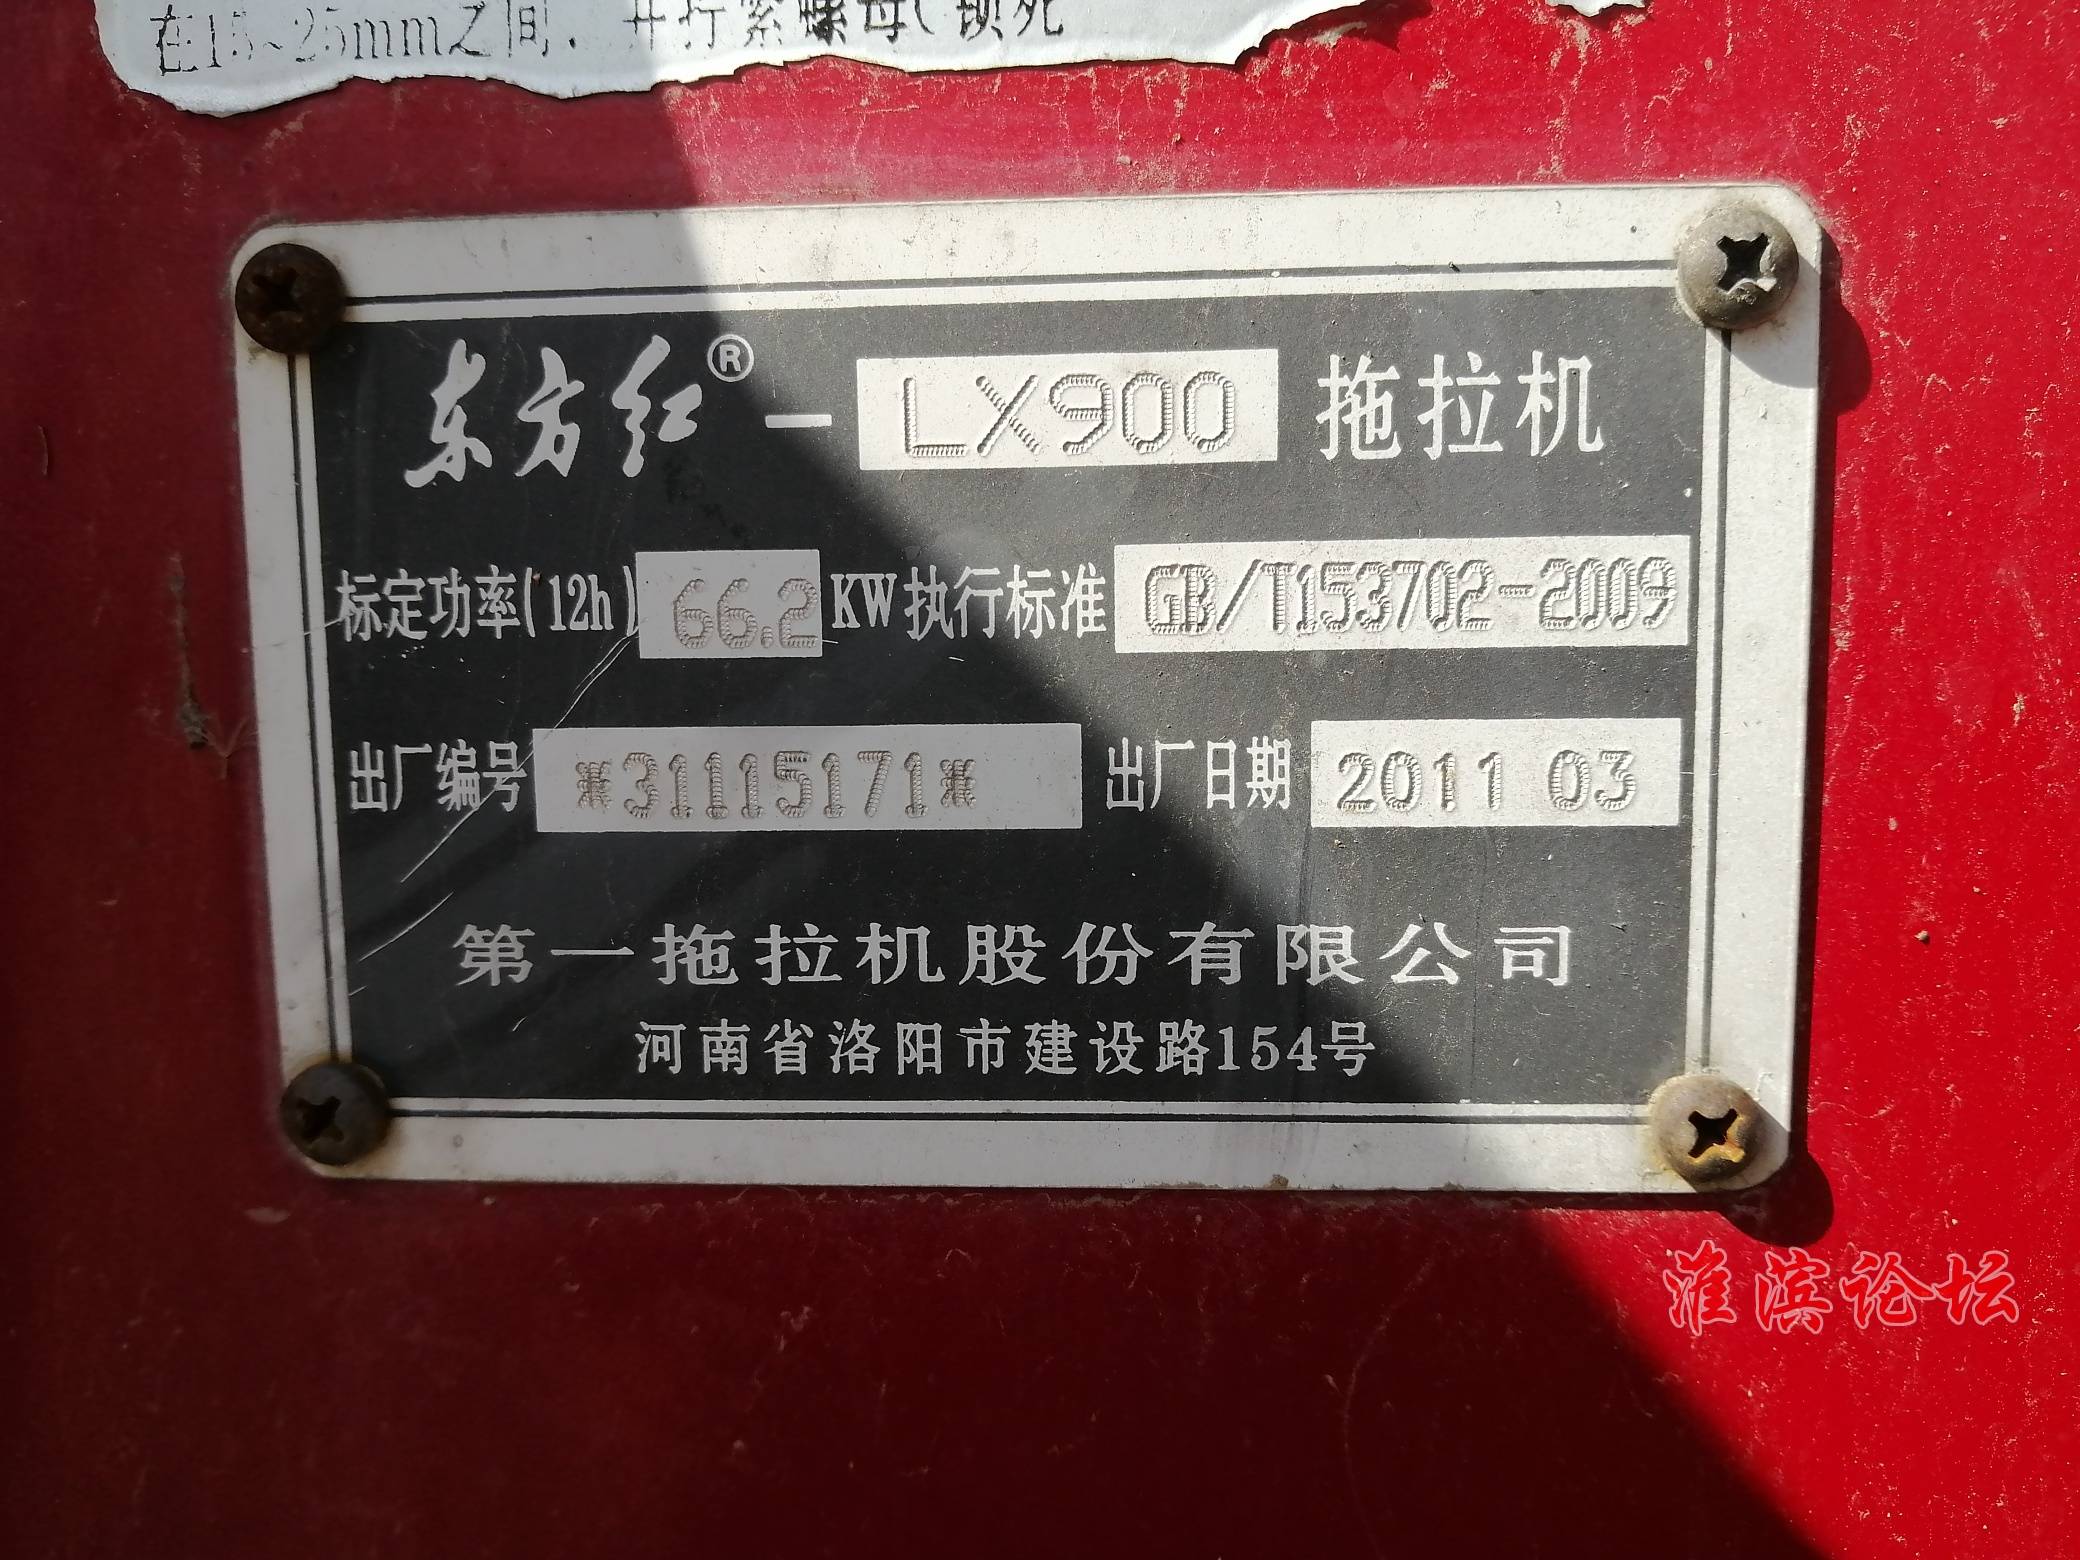 在15~25mm之间，并拧紧螺母(锁死
东方红®-LX900 拖拉机
标定功率(12h) 66.2 KW 执行标准 GB/T153702-2009
出厂编号 *31115171* 出厂日期 2011 03
第一拖拉机股份有限公司
河南省洛阳市建设路154号
淮滨论坛